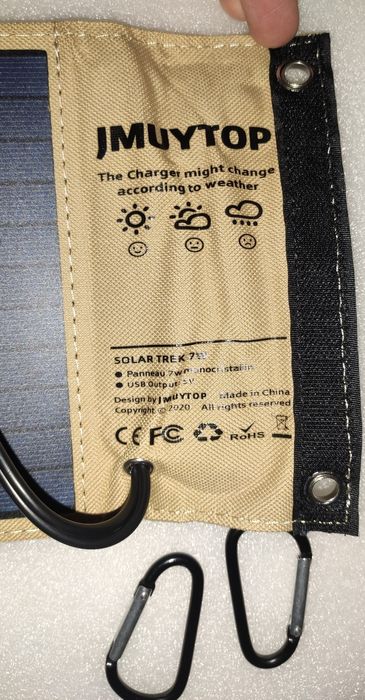 JMUYTOP
The Charger might change
according to weather
SOLAR TREK 7W
Panneau 7w monocristallin
USB Output: 5V
Design by JMUYTOP Made in China
Copyright © 2020 All rights reserved
CE FC RoHS